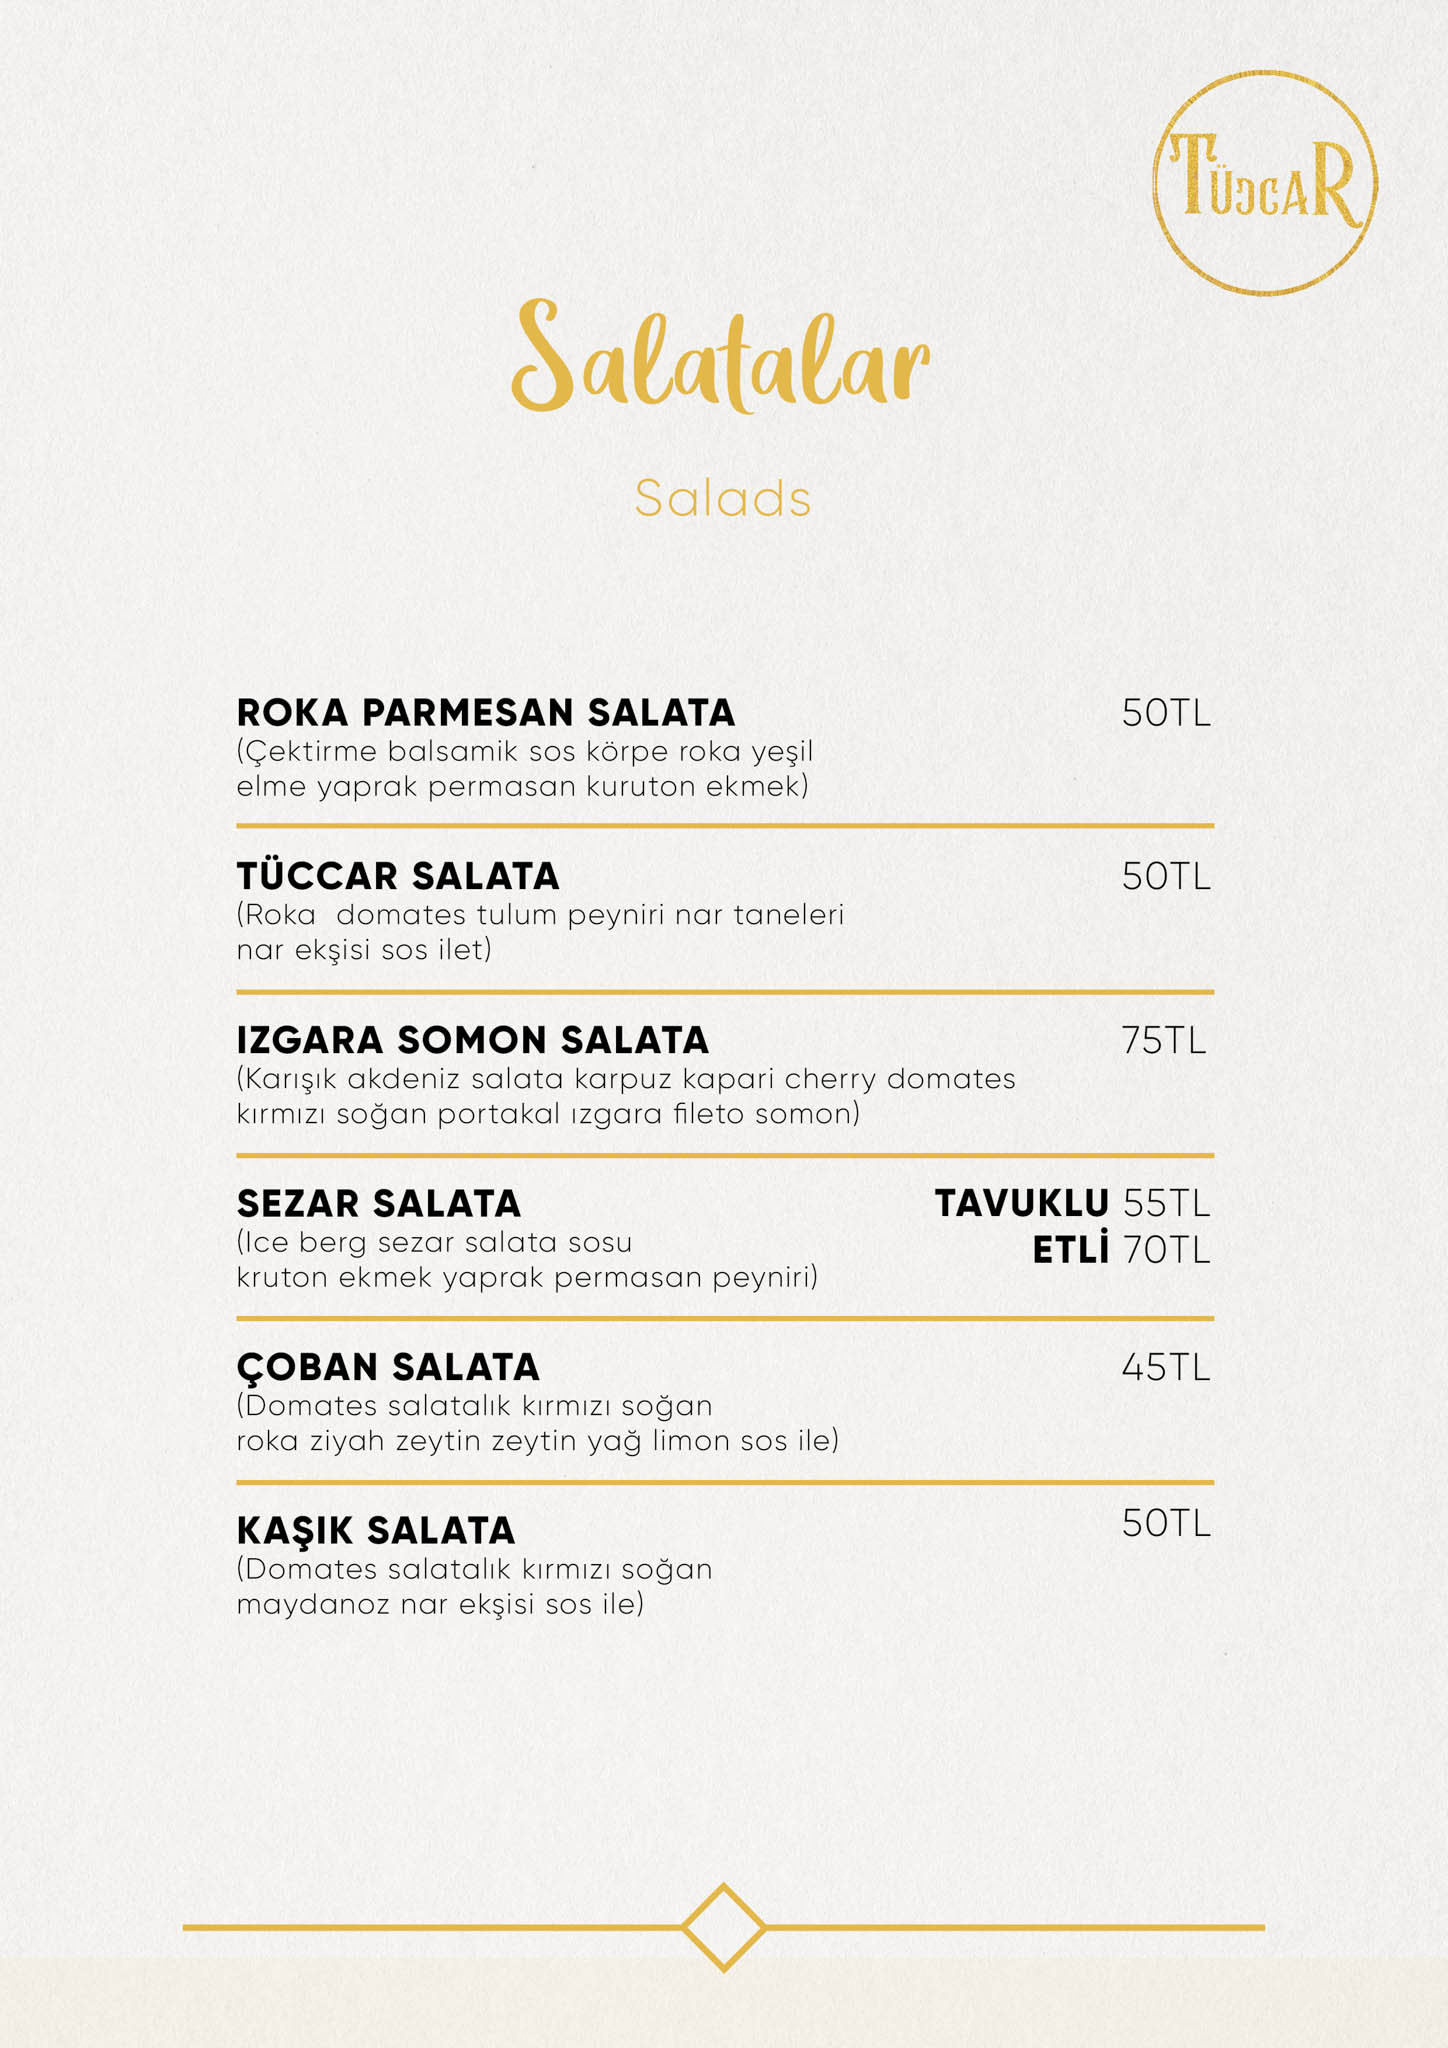 TÜCCAR
Salatalar
Salads
ROKA PARMESAN SALATA 50TL
(Çektirme balsamik sos körpe roka yeşil
elme yaprak permasan kuruton ekmek)
TÜCCAR SALATA 50TL
(Roka  domates tulum peyniri nar taneleri
nar ekşisi sos ilet)
IZGARA SOMON SALATA 75TL
(Karışık akdeniz salata karpuz kapari cherry domates
kırmızı soğan portakal ızgara fileto somon)
SEZAR SALATA TAVUKLU 55TL
(Ice berg sezar salata sosu ETLİ 70TL
kruton ekmek yaprak permasan peyniri)
ÇOBAN SALATA 45TL
(Domates salatalık kırmızı soğan
roka ziyah zeytin zeytin yağ limon sos ile)
KAŞIK SALATA 50TL
(Domates salatalık kırmızı soğan
maydanoz nar ekşisi sos ile)